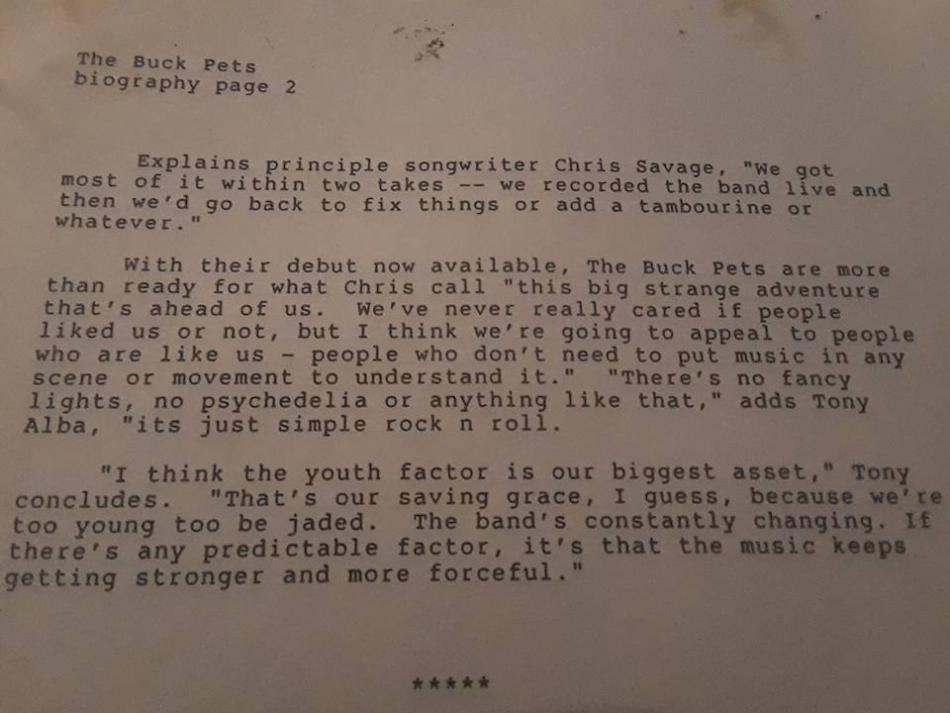 The Buck Pets
biography page 2
Explains principle songwriter Chris Savage, "We got
most of it within two takes -- we recorded the band live and
then we'd go back to fix things or add a tambourine or
whatever."
With their debut now available, The Buck Pets are more
than ready for what Chris call "this big strange adventure
that's ahead of us.  We've never really cared if people
liked us or not, but I think we're going to appeal to people
who are like us - people who don't need to put music in any
scene or movement to understand it."  "There's no fancy
lights, no psychedelia or anything like that," adds Tony
Alba, "its just simple rock n roll.
"I think the youth factor is our biggest asset," Tony
concludes.  "That's our saving grace, I guess, because we're
too young too be jaded.  The band's constantly changing. If
there's any predictable factor, it's that the music keeps
getting stronger and more forceful."
*****